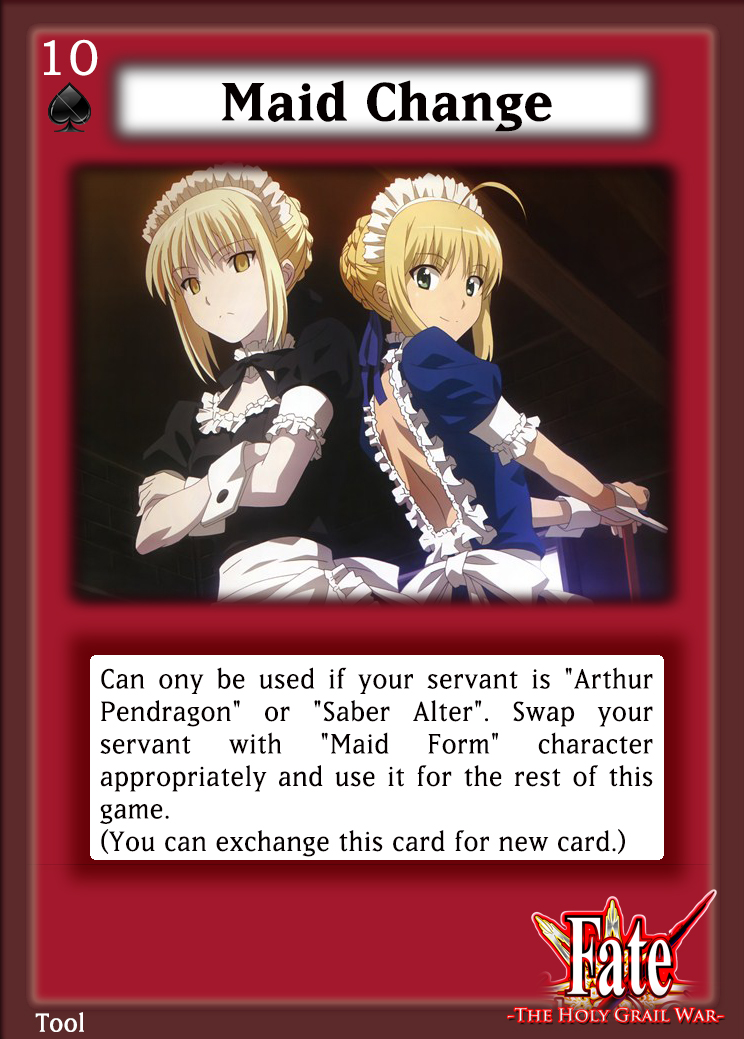 10
Maid Change
Can ony be used if your servant is "Arthur
Pendragon" or "Saber Alter". Swap your
servant with "Maid Form" character
appropriately and use it for the rest of this
game.
(You can exchange this card for new card.)
Fate
-THE HOLY GRAIL WAR-
Tool